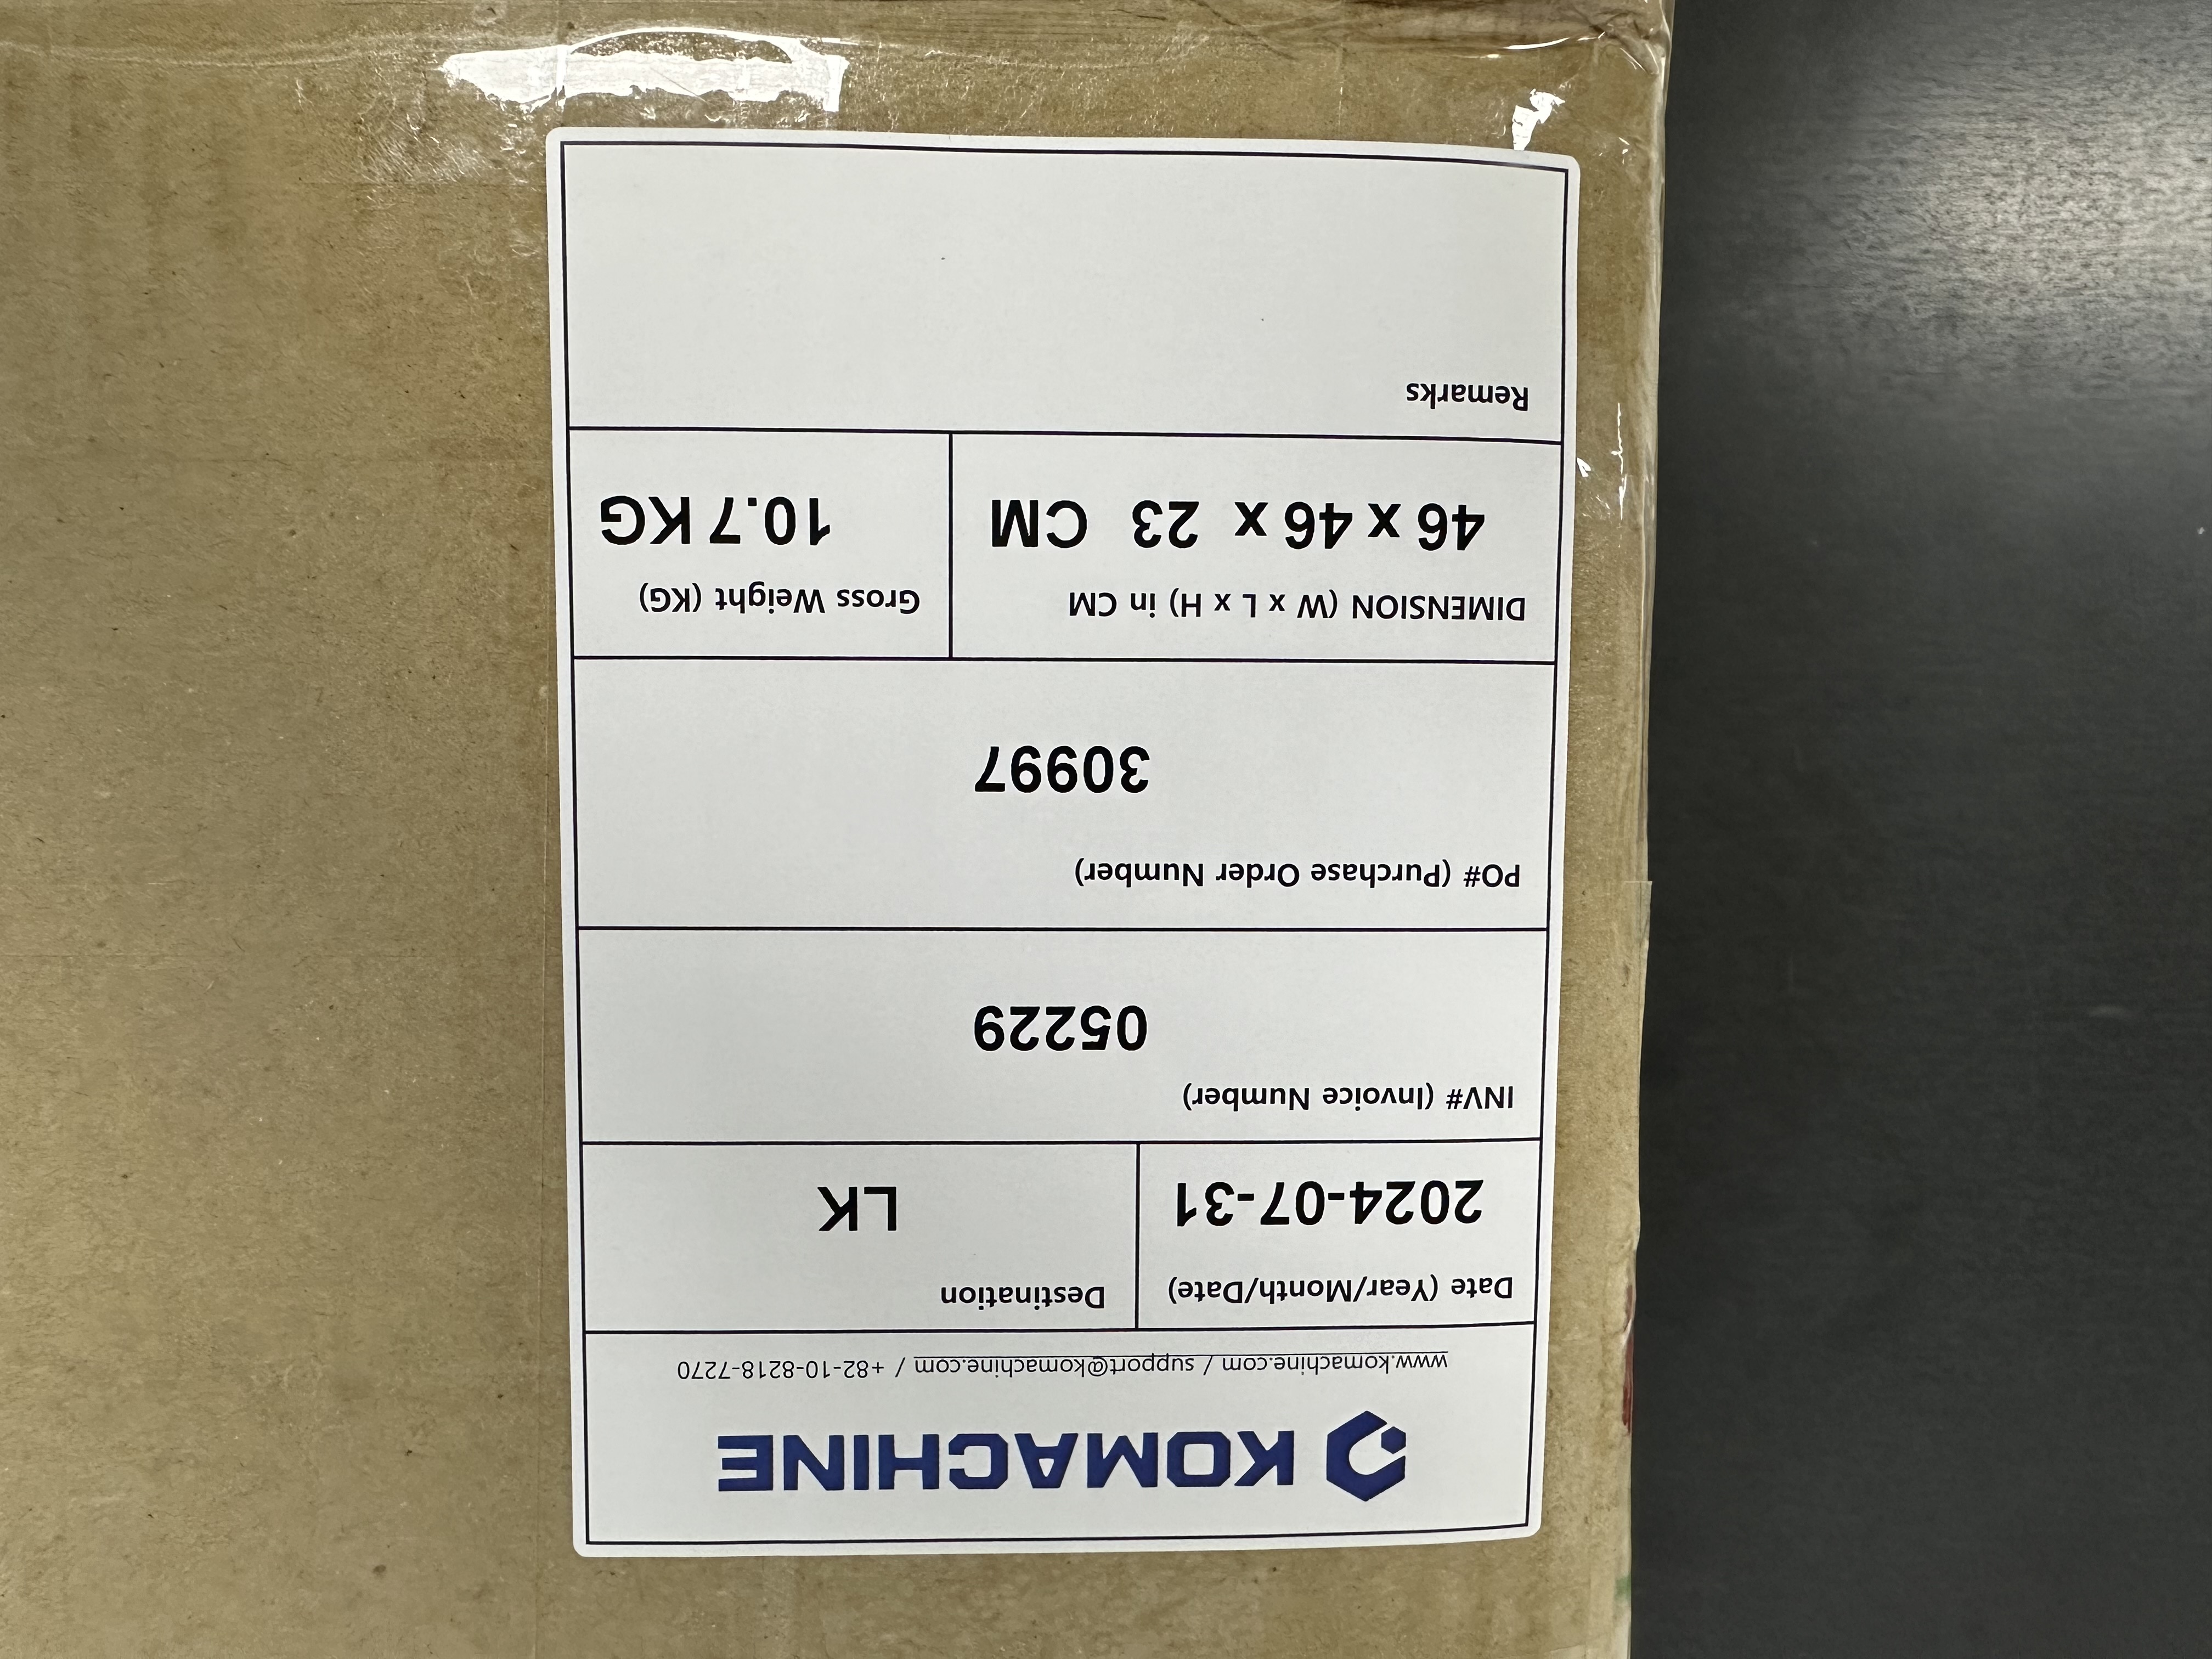 KOMACHINE
www.komachine.com / support@komachine.com / +82-10-8218-7270
Date (Year/Month/Date)
2024-07-31
Destination
LK
INV# (Invoice Number)
05229
PO# (Purchase Order Number)
30997
DIMENSION (W x L x H) in CM
46 x 46 x 23 CM
Gross Weight (KG)
10.7 KG
Remarks